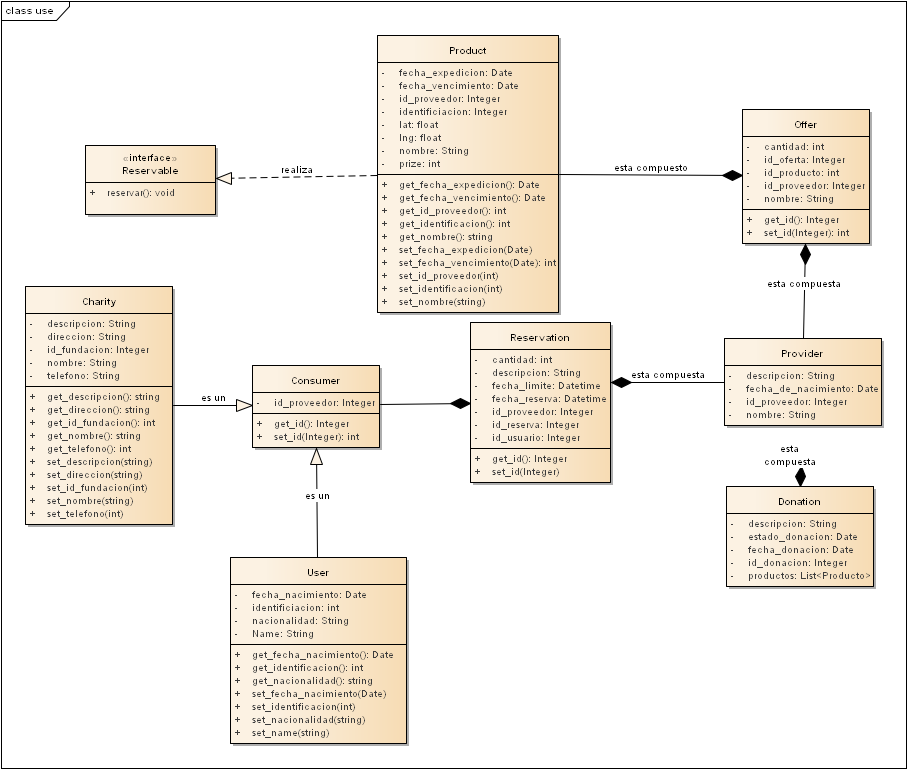 class use
Product
- fecha_expedicion: Date
- fecha_vencimiento: Date
- id_proveedor: Integer
- identificiacion: Integer
- lat: float
- lng: float
- nombre: String
- prize: int
+ get_fecha_expedicion(): Date
+ get_fecha_vencimiento(): Date
+ get_id_proveedor(): int
+ get_identificacion(): int
+ get_nombre(): string
+ set_fecha_expedicion(Date)
+ set_fecha_vencimiento(Date): int
+ set_id_proveedor(int)
+ set_identificacion(int)
+ set_nombre(string)
Offer
- cantidad: int
- id_oferta: Integer
- id_producto: int
- id_proveedor: Integer
- nombre: String
+ get_id(): Integer
+ set_id(Integer): int
«interface»
Reservable
+ reservar(): void
realiza
esta compuesto
esta compuesta
Charity
- descripcion: String
- direccion: String
- id_fundacion: Integer
- nombre: String
- telefono: String
+ get_descripcion(): string
+ get_direccion(): string
+ get_id_fundacion(): int
+ get_nombre(): string
+ get_telefono(): int
+ set_descripcion(string)
+ set_direccion(string)
+ set_id_fundacion(int)
+ set_nombre(string)
+ set_telefono(int)
es un
Consumer
- id_proveedor: Integer
+ get_id(): Integer
+ set_id(Integer): int
Reservation
- cantidad: int
- descripcion: String
- fecha_limite: Datetime
- fecha_reserva: Datetime
- id_proveedor: Integer
- id_reserva: Integer
- id_usuario: Integer
+ get_id(): Integer
+ set_id(Integer)
esta compuesta
Provider
- descripcion: String
- fecha_de_nacimiento: Date
- id_proveedor: Integer
- nombre: String
esta
compuesta
Donation
- descripcion: String
- estado_donacion: Date
- fecha_donacion: Date
- id_donacion: Integer
- productos: List<Producto>
es un
User
- fecha_nacimiento: Date
- identificiacion: int
- nacionalidad: String
- Name: String
+ get_fecha_nacimiento(): Date
+ get_identificacion(): int
+ get_nacionalidad(): string
+ set_fecha_nacimiento(Date)
+ set_identificacion(int)
+ set_nacionalidad(string)
+ set_name(string)